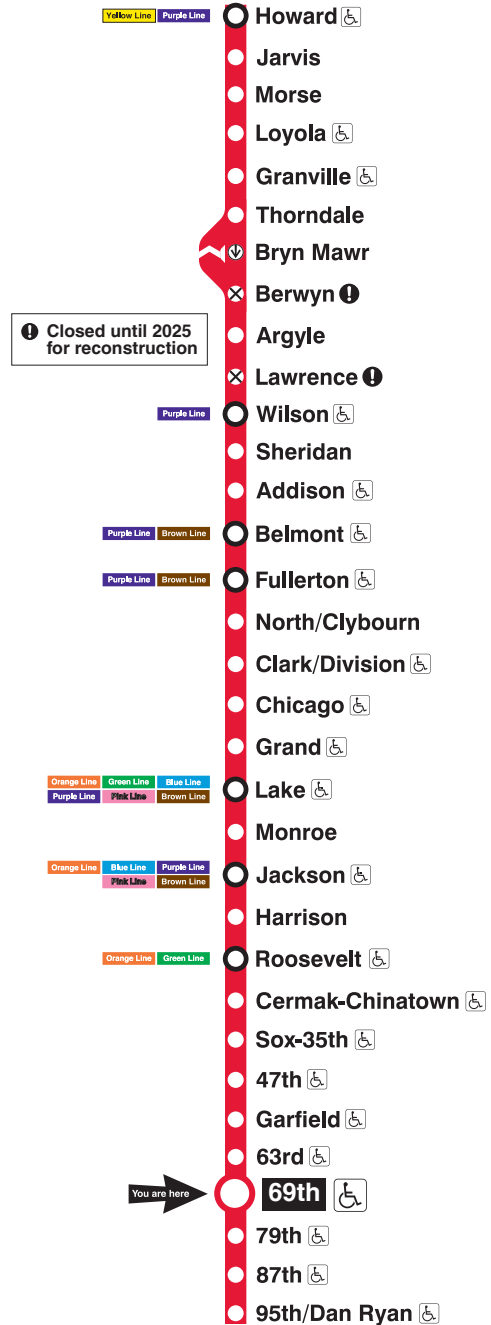 Yellow Line Purple Line Howard
Jarvis
Morse
Loyola
Granville
Thorndale
Bryn Mawr
Berwyn !
! Closed until 2025
for reconstruction
Argyle
Lawrence !
Purple Line Wilson
Sheridan
Addison
Purple Line Brown Line Belmont
Purple Line Brown Line Fullerton
North/Clybourn
Clark/Division
Chicago
Grand
Orange Line Green Line Blue Line
Purple Line Pink Line Brown Line Lake
Monroe
Orange Line Blue Line Purple Line
Pink Line Brown Line Jackson
Harrison
Orange Line Green Line Roosevelt
Cermak-Chinatown
Sox-35th
47th
Garfield
63rd
You are here 69th
79th
87th
95th/Dan Ryan